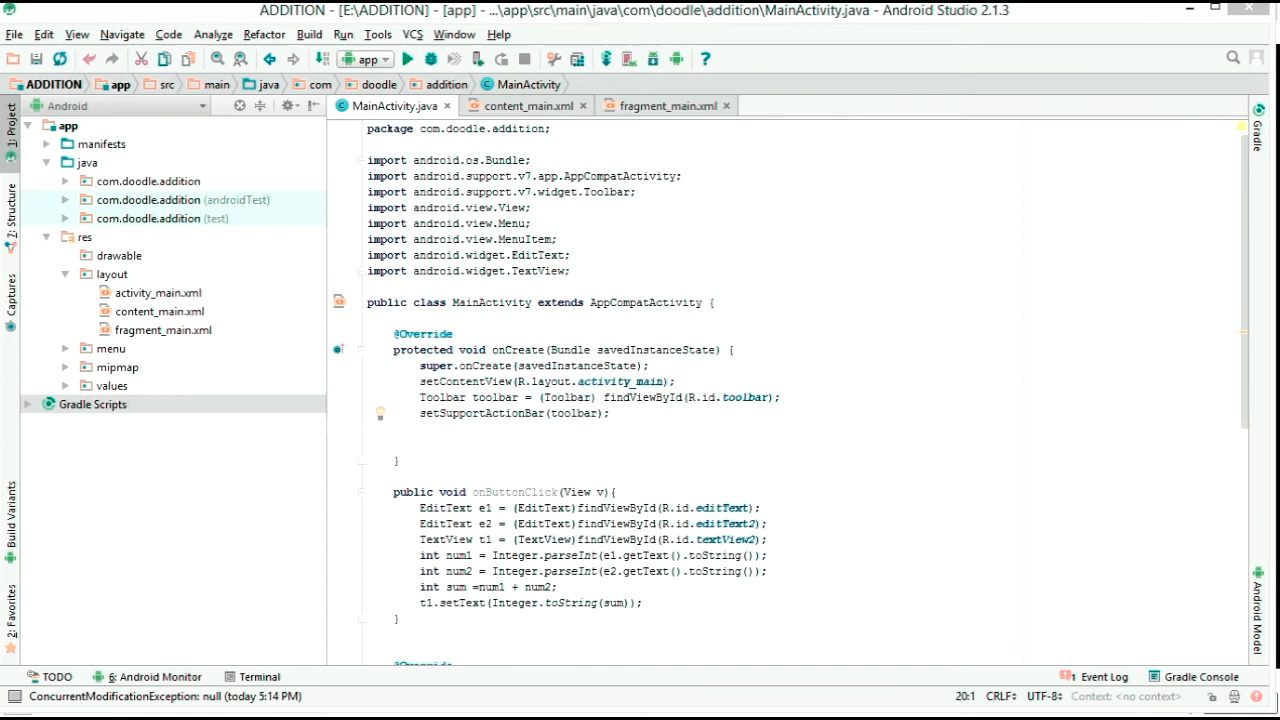 ADDITION - [E:\ADDITION] - [app] - ...\app\src\main\java\com\doodle\addition\MainActivity.java - Android Studio 2.1.3
File Edit View Navigate Code Analyze Refactor Build Run Tools VCS Window Help
app
ADDITION app src main java com doodle addition MainActivity
Android
MainActivity.java content_main.xml fragment_main.xml
1: Project
7: Structure
Captures
Build Variants
2: Favorites
app
manifests
java
com.doodle.addition
com.doodle.addition (androidTest)
com.doodle.addition (test)
res
drawable
layout
activity_main.xml
content_main.xml
fragment_main.xml
menu
mipmap
values
Gradle Scripts
package com.doodle.addition;
import android.os.Bundle;
import android.support.v7.app.AppCompatActivity;
import android.support.v7.widget.Toolbar;
import android.view.View;
import android.view.Menu;
import android.view.MenuItem;
import android.widget.EditText;
import android.widget.TextView;
public class MainActivity extends AppCompatActivity {
@Override
protected void onCreate(Bundle savedInstanceState) {
super.onCreate(savedInstanceState);
setContentView(R.layout.activity_main);
Toolbar toolbar = (Toolbar) findViewById(R.id.toolbar);
setSupportActionBar(toolbar);
}
public void onButtonClick(View v){
EditText e1 = (EditText)findViewById(R.id.editText);
EditText e2 = (EditText)findViewById(R.id.editText2);
TextView t1 = (TextView)findViewById(R.id.textView2);
int num1 = Integer.parseInt(e1.getText().toString());
int num2 = Integer.parseInt(e2.getText().toString());
int sum =num1 + num2;
t1.setText(Integer.toString(sum));
}
@Override
Gradle
Android Model
TODO 6: Android Monitor Terminal 1 Event Log Gradle Console
ConcurrentModificationException: null (today 5:14 PM) 20:1 CRLF UTF-8 Context: <no context>